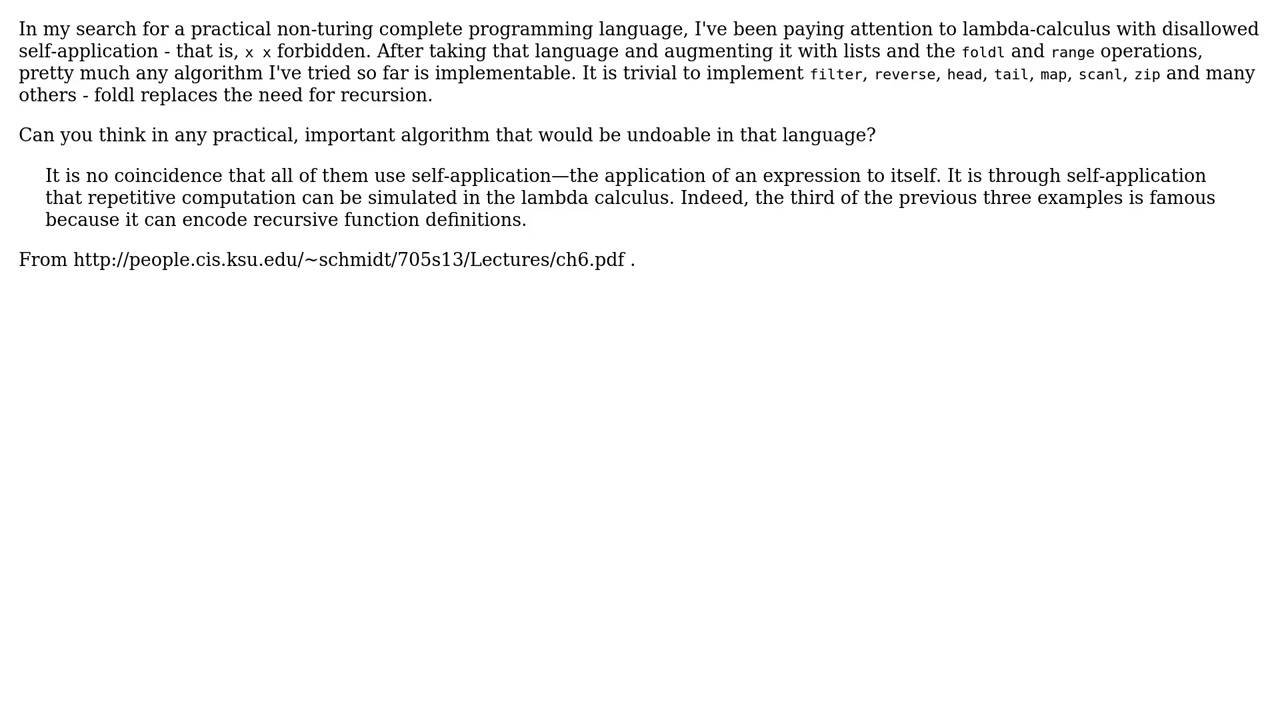 In my search for a practical non-turing complete programming language, I've been paying attention to lambda-calculus with disallowed
self-application - that is, x x forbidden. After taking that language and augmenting it with lists and the foldl and range operations,
pretty much any algorithm I've tried so far is implementable. It is trivial to implement filter, reverse, head, tail, map, scanl, zip and many
others - foldl replaces the need for recursion.
Can you think in any practical, important algorithm that would be undoable in that language?
It is no coincidence that all of them use self-application—the application of an expression to itself. It is through self-application
that repetitive computation can be simulated in the lambda calculus. Indeed, the third of the previous three examples is famous
because it can encode recursive function definitions.
From http://people.cis.ksu.edu/~schmidt/705s13/Lectures/ch6.pdf .